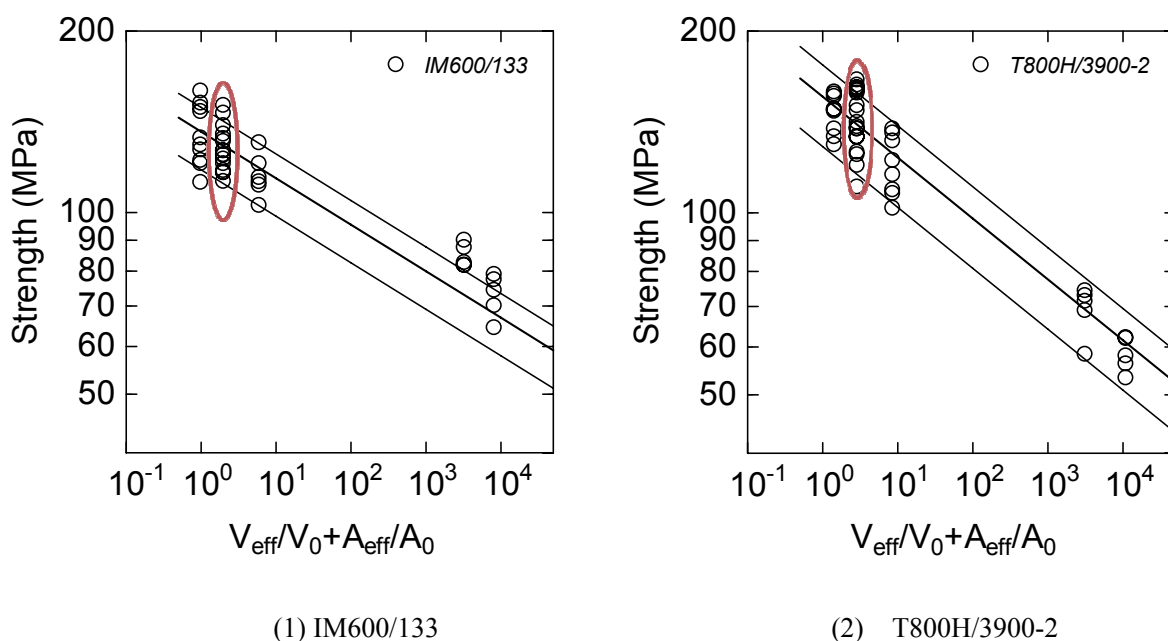 200
IM600/133
100
90
80
70
60
50
Strength (MPa)
10-1 100 101 102 103 104
Veff/V0+Aeff/A0
(1) IM600/133
200
T800H/3900-2
100
90
80
70
60
50
Strength (MPa)
10-1 100 101 102 103 104
Veff/V0+Aeff/A0
(2) T800H/3900-2